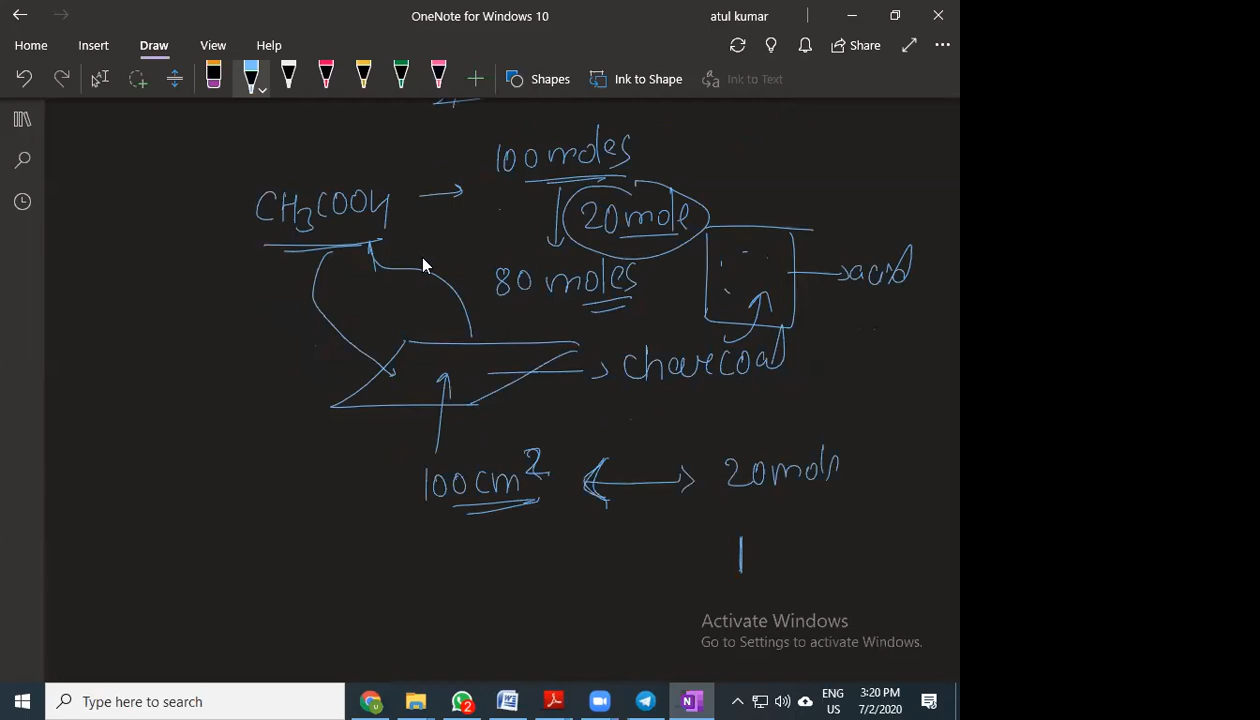 OneNote for Windows 10
atul kumar
Home Insert Draw View Help
Share
Shapes Ink to Shape Ink to Text
100 moles
CH3COOH →
20 mole
80 moles
→ acid
→ charcoal
100 cm² ↔ 20 mole
Activate Windows
Go to Settings to activate Windows.
Type here to search
2
ENG
US
3:20 PM
7/2/2020